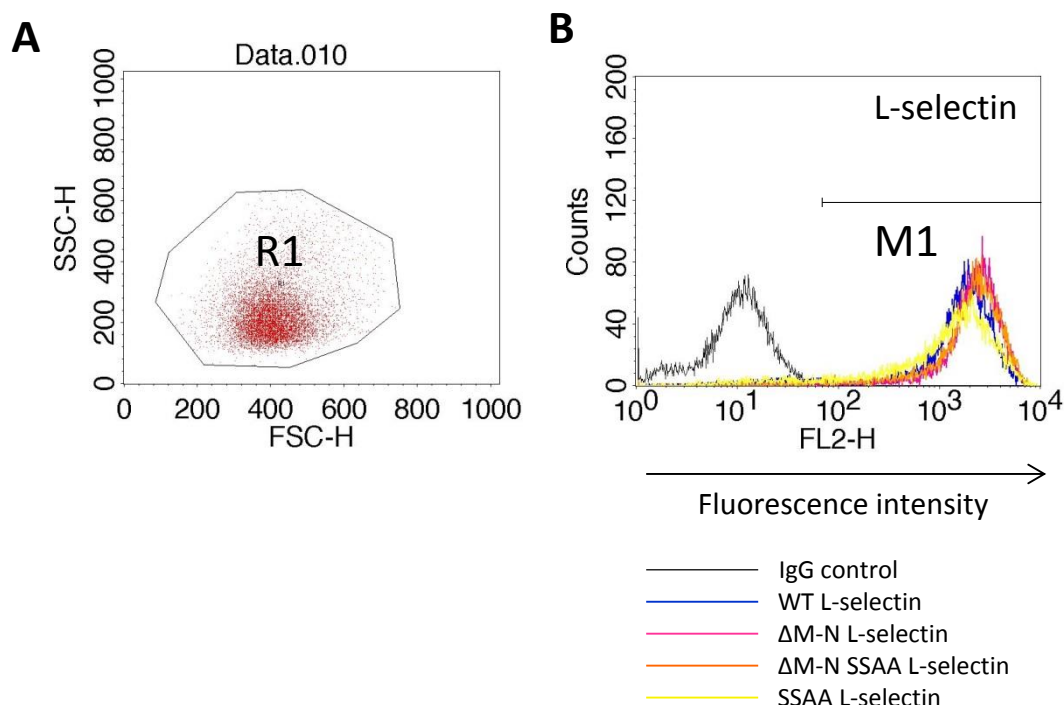 A
Data.010
1000
800
600
400
200
0
SSC-H
R1
0 200 400 600 800 1000
FSC-H
B
200
160
120
80
40
0
Counts
L-selectin
M1
10^0 10^1 10^2 10^3 10^4
FL2-H
Fluorescence intensity
IgG control
WT L-selectin
ΔM-N L-selectin
ΔM-N SSAA L-selectin
SSAA L-selectin